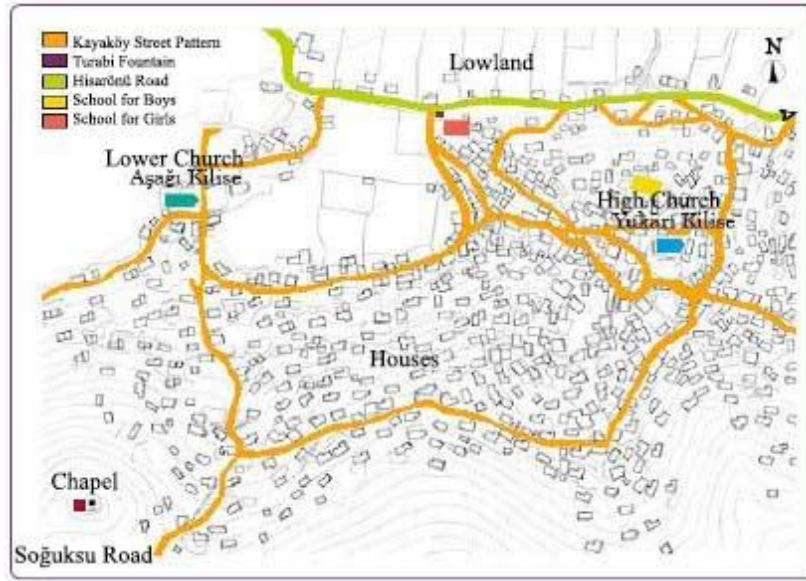 Kayaköy Street Pattern
Turabi Fountain
Hisarönü Road
School for Boys
School for Girls
Lowland
N
Lower Church
Aşağı Kilise
High Church
Yukarı Kilise
Houses
Chapel
Soğuksu Road